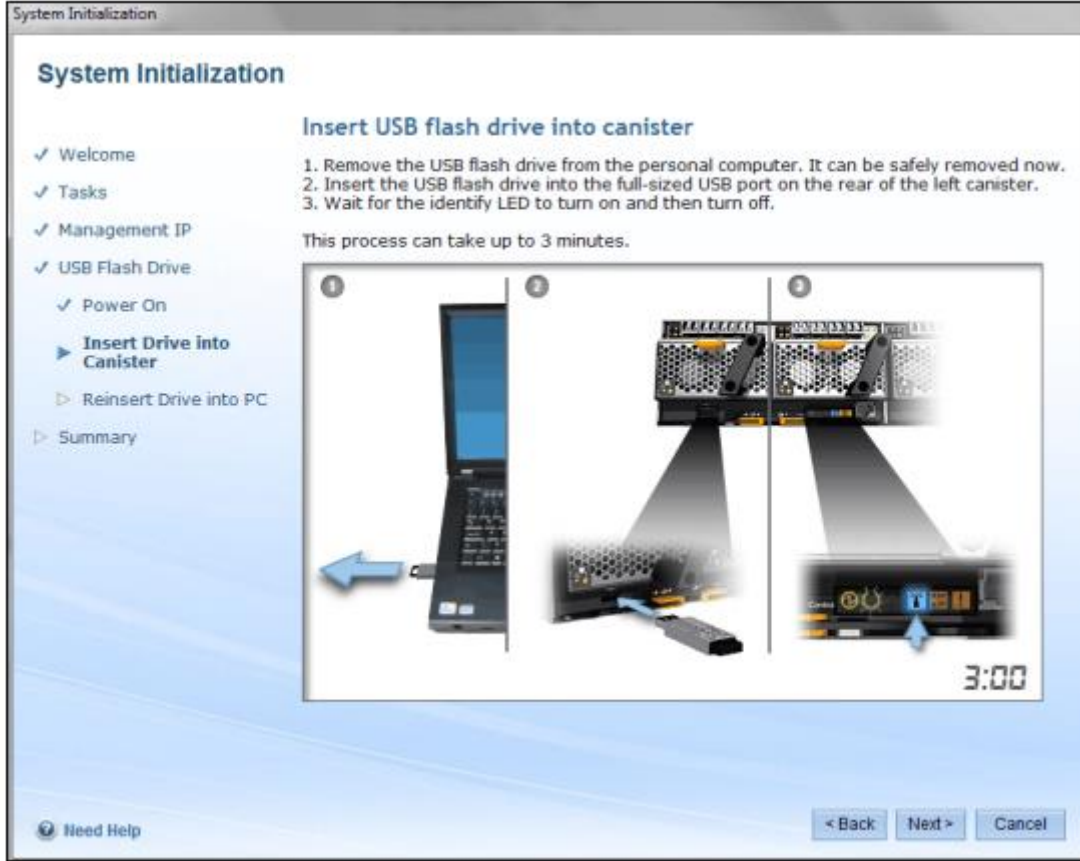 System Initialization
System Initialization
✓ Welcome
✓ Tasks
✓ Management IP
✓ USB Flash Drive
✓ Power On
Insert Drive into
Canister
Reinsert Drive into PC
Summary
Insert USB flash drive into canister
1. Remove the USB flash drive from the personal computer. It can be safely removed now.
2. Insert the USB flash drive into the full-sized USB port on the rear of the left canister.
3. Wait for the identify LED to turn on and then turn off.
This process can take up to 3 minutes.
1
2
3
3:00
Need Help
< Back
Next >
Cancel